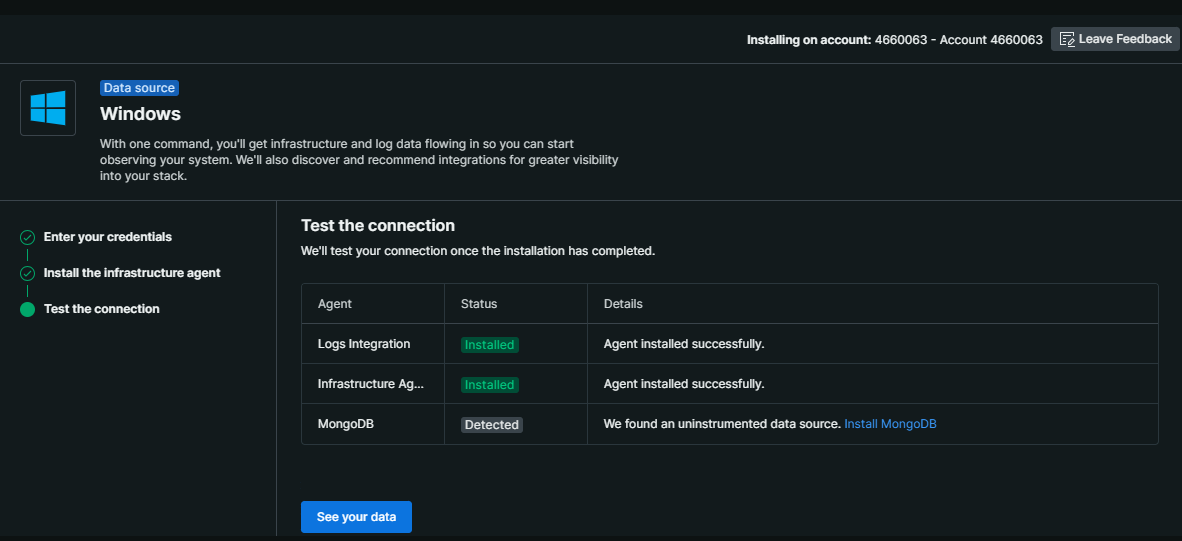 Installing on account: 4660063 - Account 4660063
Leave Feedback
Data source
Windows
With one command, you'll get infrastructure and log data flowing in so you can start
observing your system. We'll also discover and recommend integrations for greater visibility
into your stack.
Enter your credentials
Install the infrastructure agent
Test the connection
Test the connection
We'll test your connection once the installation has completed.
Agent Status Details
Logs Integration Installed Agent installed successfully.
Infrastructure Ag... Installed Agent installed successfully.
MongoDB Detected We found an uninstrumented data source. Install MongoDB
See your data